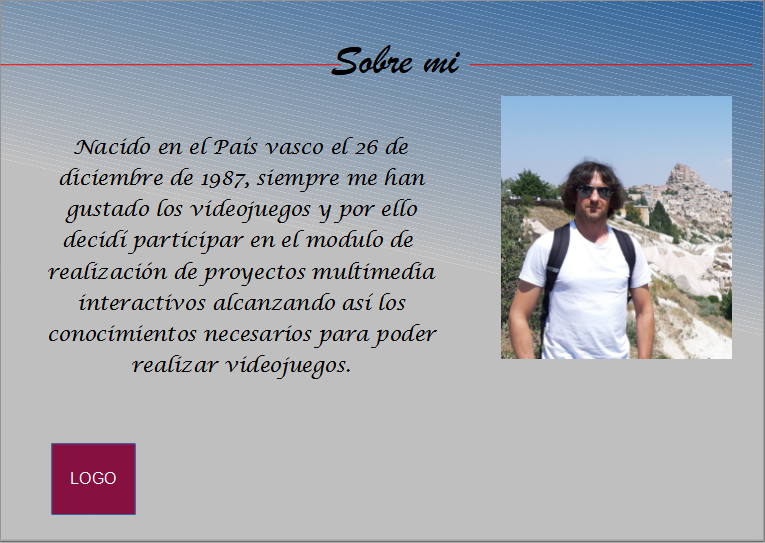 Sobre mi
Nacido en el País vasco el 26 de
diciembre de 1987, siempre me han
gustado los videojuegos y por ello
decidí participar en el modulo de
realización de proyectos multimedia
interactivos alcanzando así los
conocimientos necesarios para poder
realizar videojuegos.
LOGO